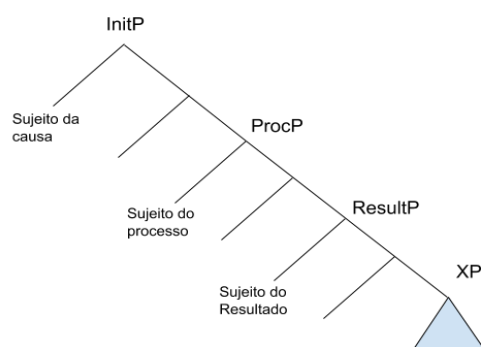 InitP
Sujeito da
causa
ProcP
Sujeito do
processo
ResultP
Sujeito do
Resultado
XP